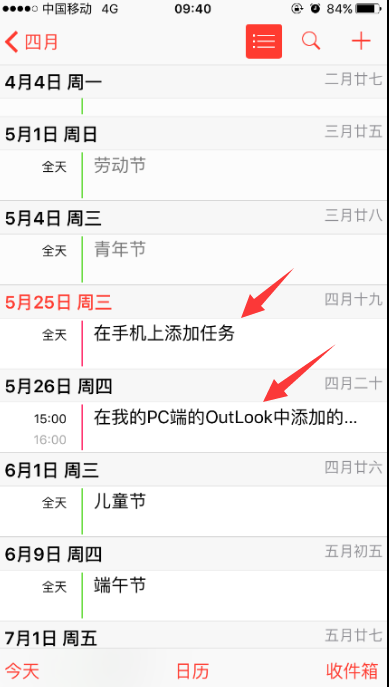 中国移动 4G 09:40 84%
四月
4月4日 周一 二月廿七
5月1日 周日 三月廿五
全天 劳动节
5月4日 周三 三月廿八
全天 青年节
5月25日 周三 四月十九
全天 在手机上添加任务
5月26日 周四 四月二十
15:00 在我的PC端的OutLook中添加的...
16:00
6月1日 周三 四月廿六
全天 儿童节
6月9日 周四 五月初五
全天 端午节
7月1日 周五 五月廿七
今天 日历 收件箱